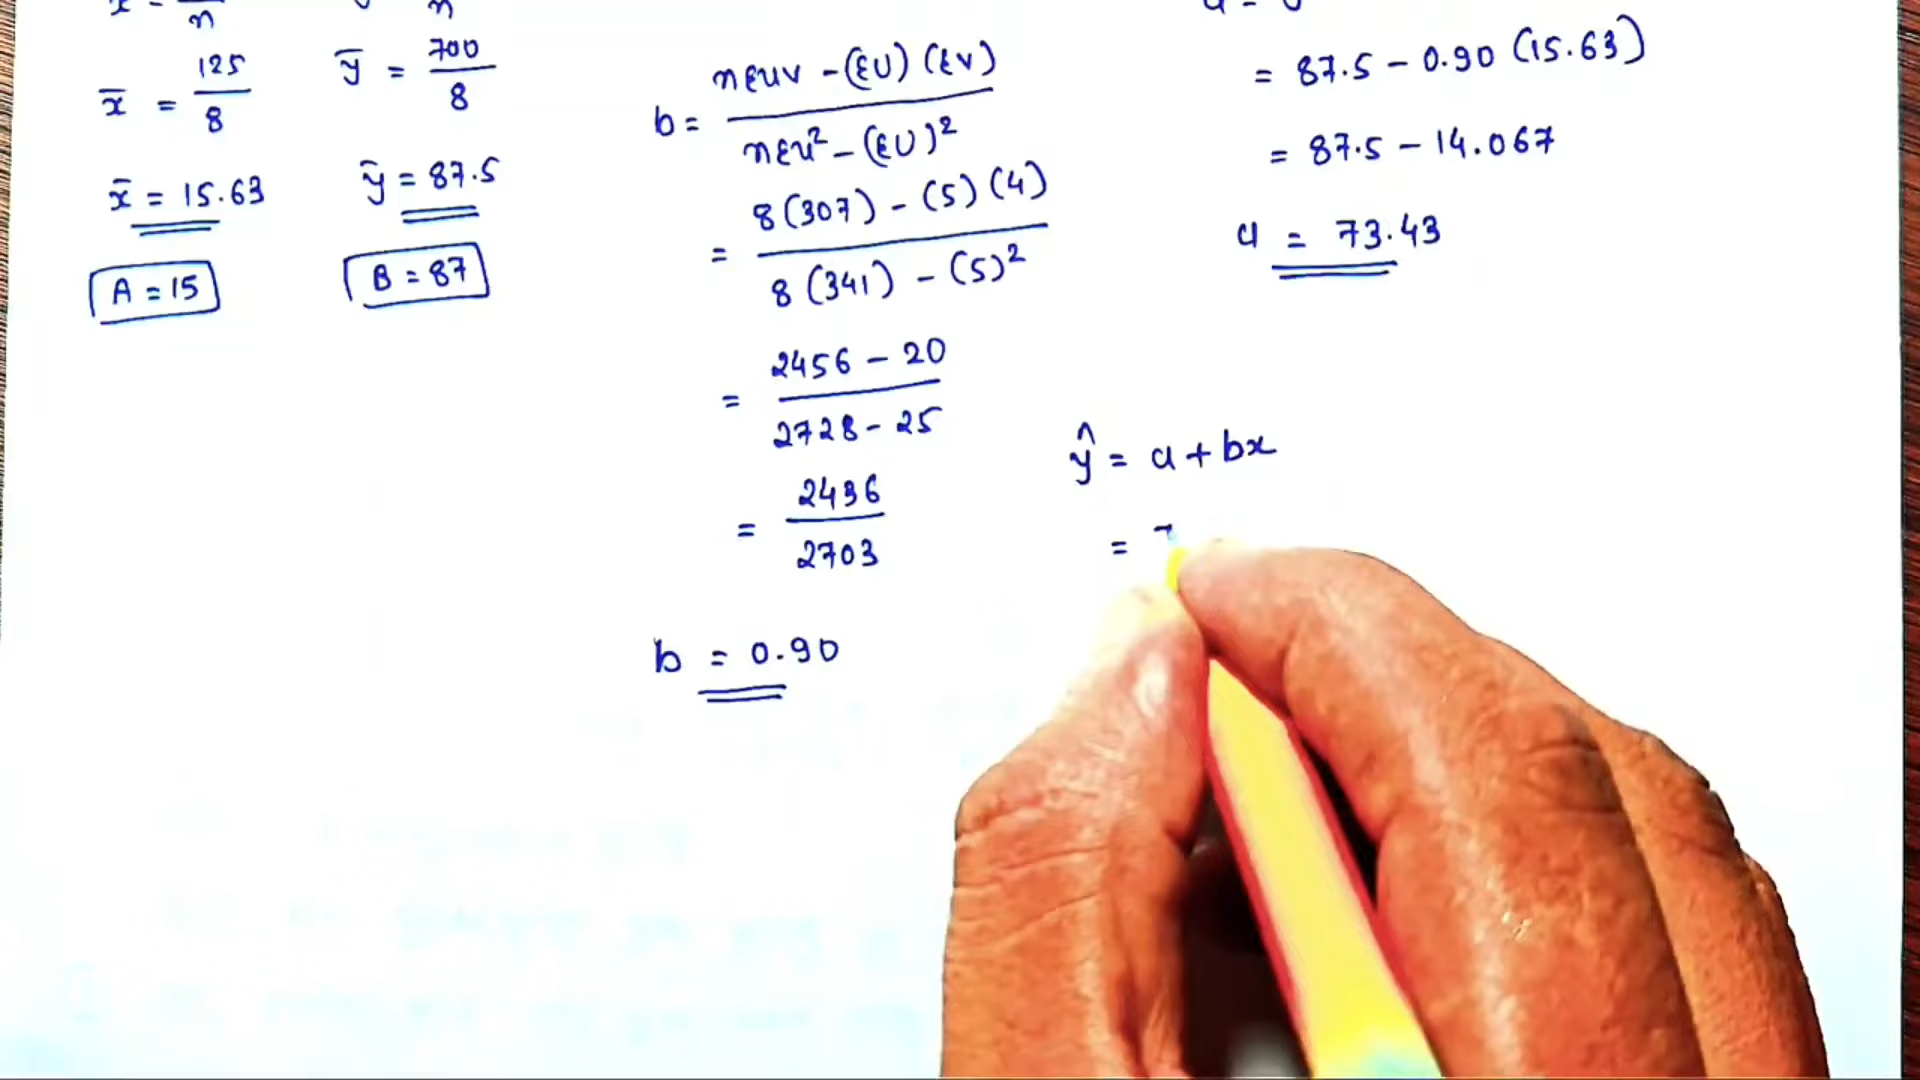 x̄ = 125/8
x̄ = 15.63
A = 15
ȳ = 700/8
ȳ = 87.5
B = 87
b = nΣuv - (Σu)(Σv) / nΣu² - (Σu)²
= 8(307) - (5)(4) / 8(341) - (5)²
= 2456 - 20 / 2728 - 25
= 2436 / 2703
b = 0.90
= 87.5 - 0.90 (15.63)
= 87.5 - 14.067
a = 73.43
ŷ = a + bx
=